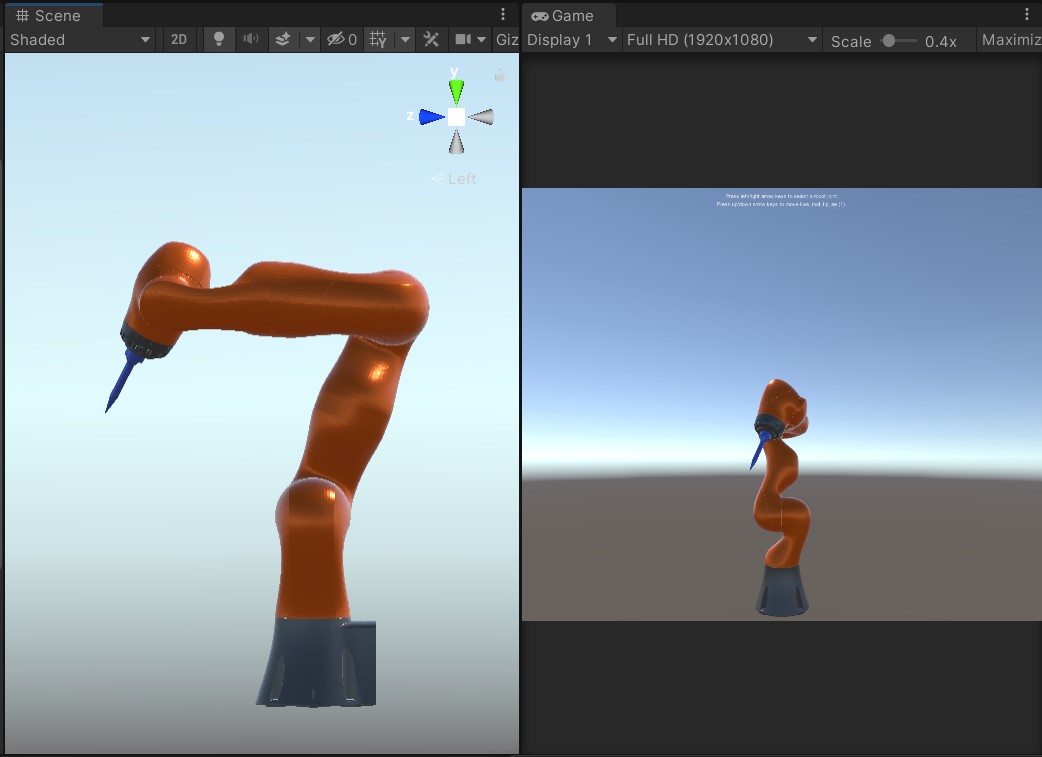 Scene
Shaded
2D
0
Giz
y
z
Left
Game
Display 1
Full HD (1920x1080)
Scale
0.4x
Maximiz
Press left/right arrow keys to select a robot joint.
Press up/down arrow keys to move